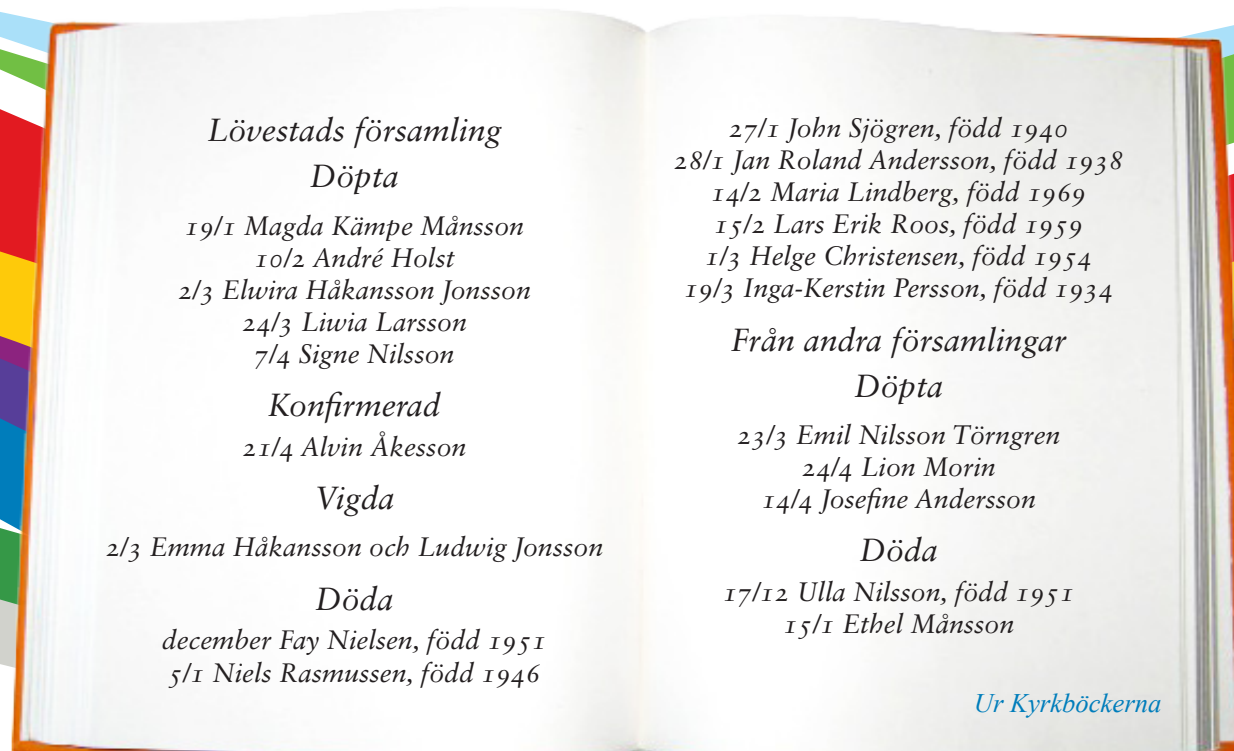 Lövestads församling
Döpta
19/1 Magda Kämpe Månsson
10/2 André Holst
2/3 Elwira Håkansson Jonsson
24/3 Liwia Larsson
7/4 Signe Nilsson
Konfirmerad
21/4 Alvin Åkesson
Vigda
2/3 Emma Håkansson och Ludwig Jonsson
Döda
december Fay Nielsen, född 1951
5/1 Niels Rasmussen, född 1946
27/1 John Sjögren, född 1940
28/1 Jan Roland Andersson, född 1938
14/2 Maria Lindberg, född 1969
15/2 Lars Erik Roos, född 1959
1/3 Helge Christensen, född 1954
19/3 Inga-Kerstin Persson, född 1934
Från andra församlingar
Döpta
23/3 Emil Nilsson Törngren
24/4 Lion Morin
14/4 Josefine Andersson
Döda
17/12 Ulla Nilsson, född 1951
15/1 Ethel Månsson
Ur Kyrkböckerna